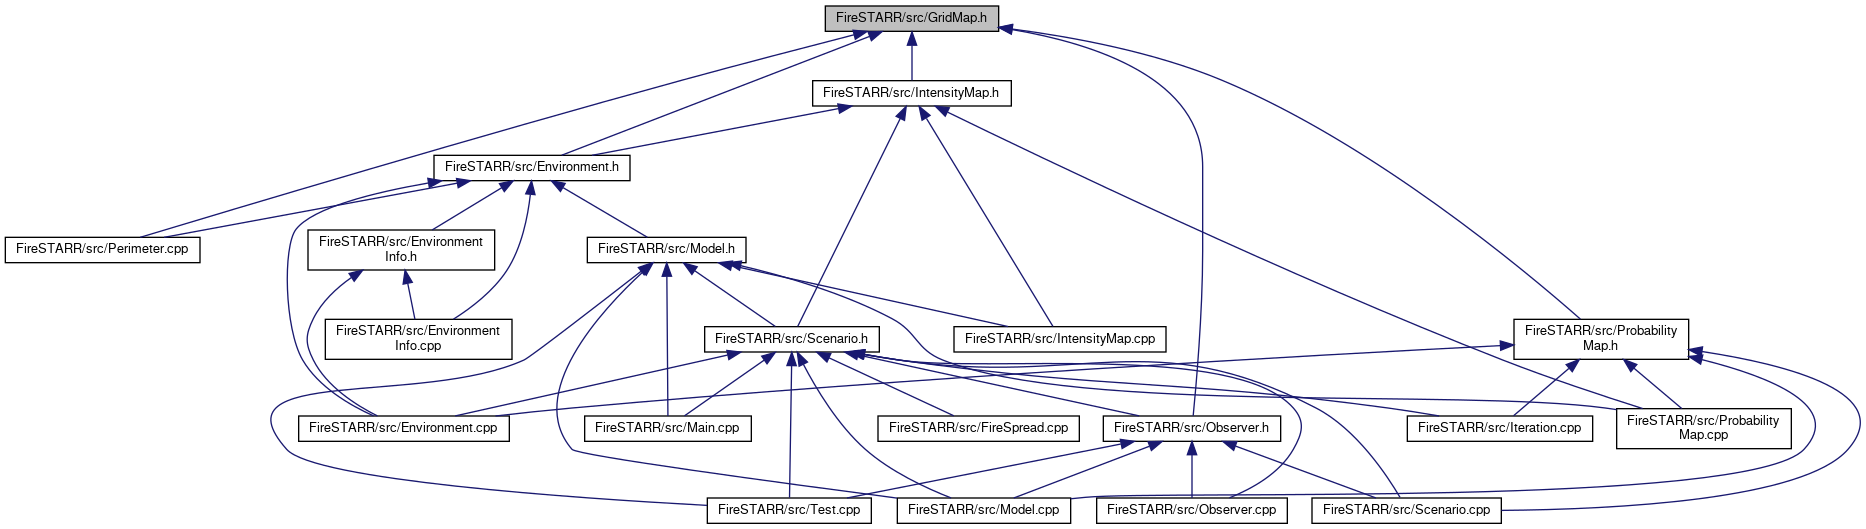 FireSTARR/src/GridMap.h
FireSTARR/src/IntensityMap.h
FireSTARR/src/Environment.h
FireSTARR/src/Perimeter.cpp
FireSTARR/src/Environment
Info.h
FireSTARR/src/Model.h
FireSTARR/src/Environment
Info.cpp
FireSTARR/src/Scenario.h
FireSTARR/src/IntensityMap.cpp
FireSTARR/src/Probability
Map.h
FireSTARR/src/Environment.cpp
FireSTARR/src/Main.cpp
FireSTARR/src/FireSpread.cpp
FireSTARR/src/Observer.h
FireSTARR/src/Iteration.cpp
FireSTARR/src/Probability
Map.cpp
FireSTARR/src/Test.cpp
FireSTARR/src/Model.cpp
FireSTARR/src/Observer.cpp
FireSTARR/src/Scenario.cpp